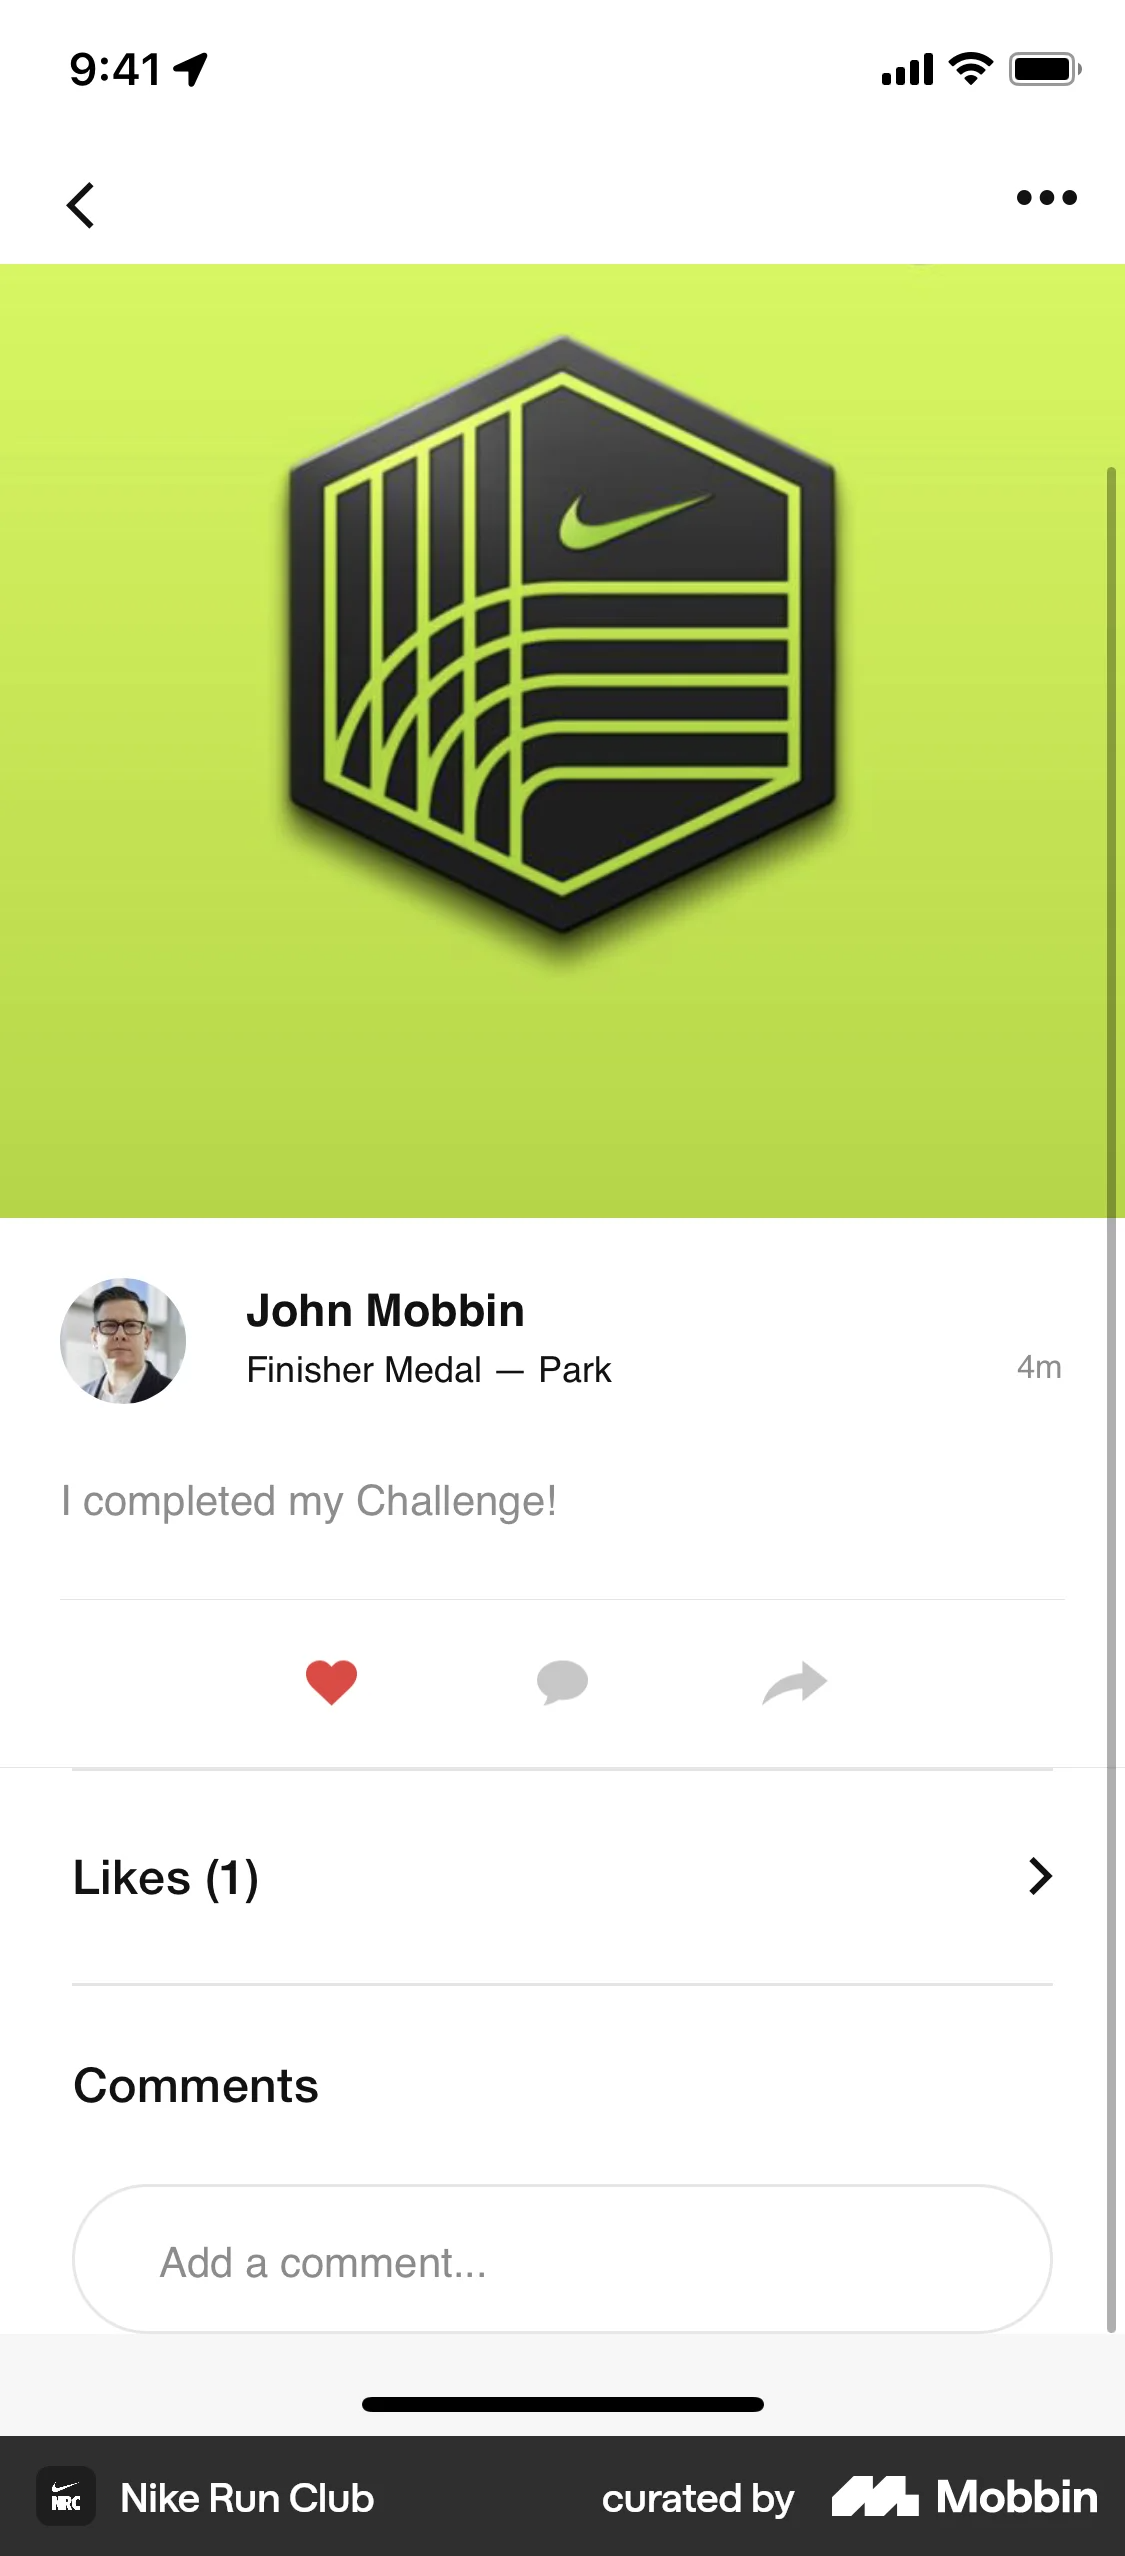 9:41
John Mobbin
Finisher Medal — Park
4m
I completed my Challenge!
Likes (1)
Comments
Add a comment...
NRC
Nike Run Club
curated by
Mobbin